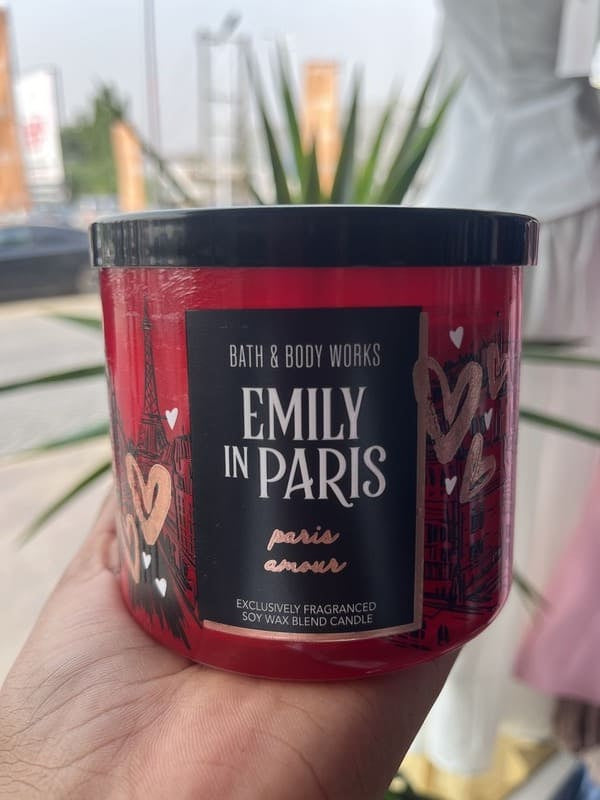 BATH & BODY WORKS
EMILY
IN PARIS
paris
amour
EXCLUSIVELY FRAGRANCED
SOY WAX BLEND CANDLE